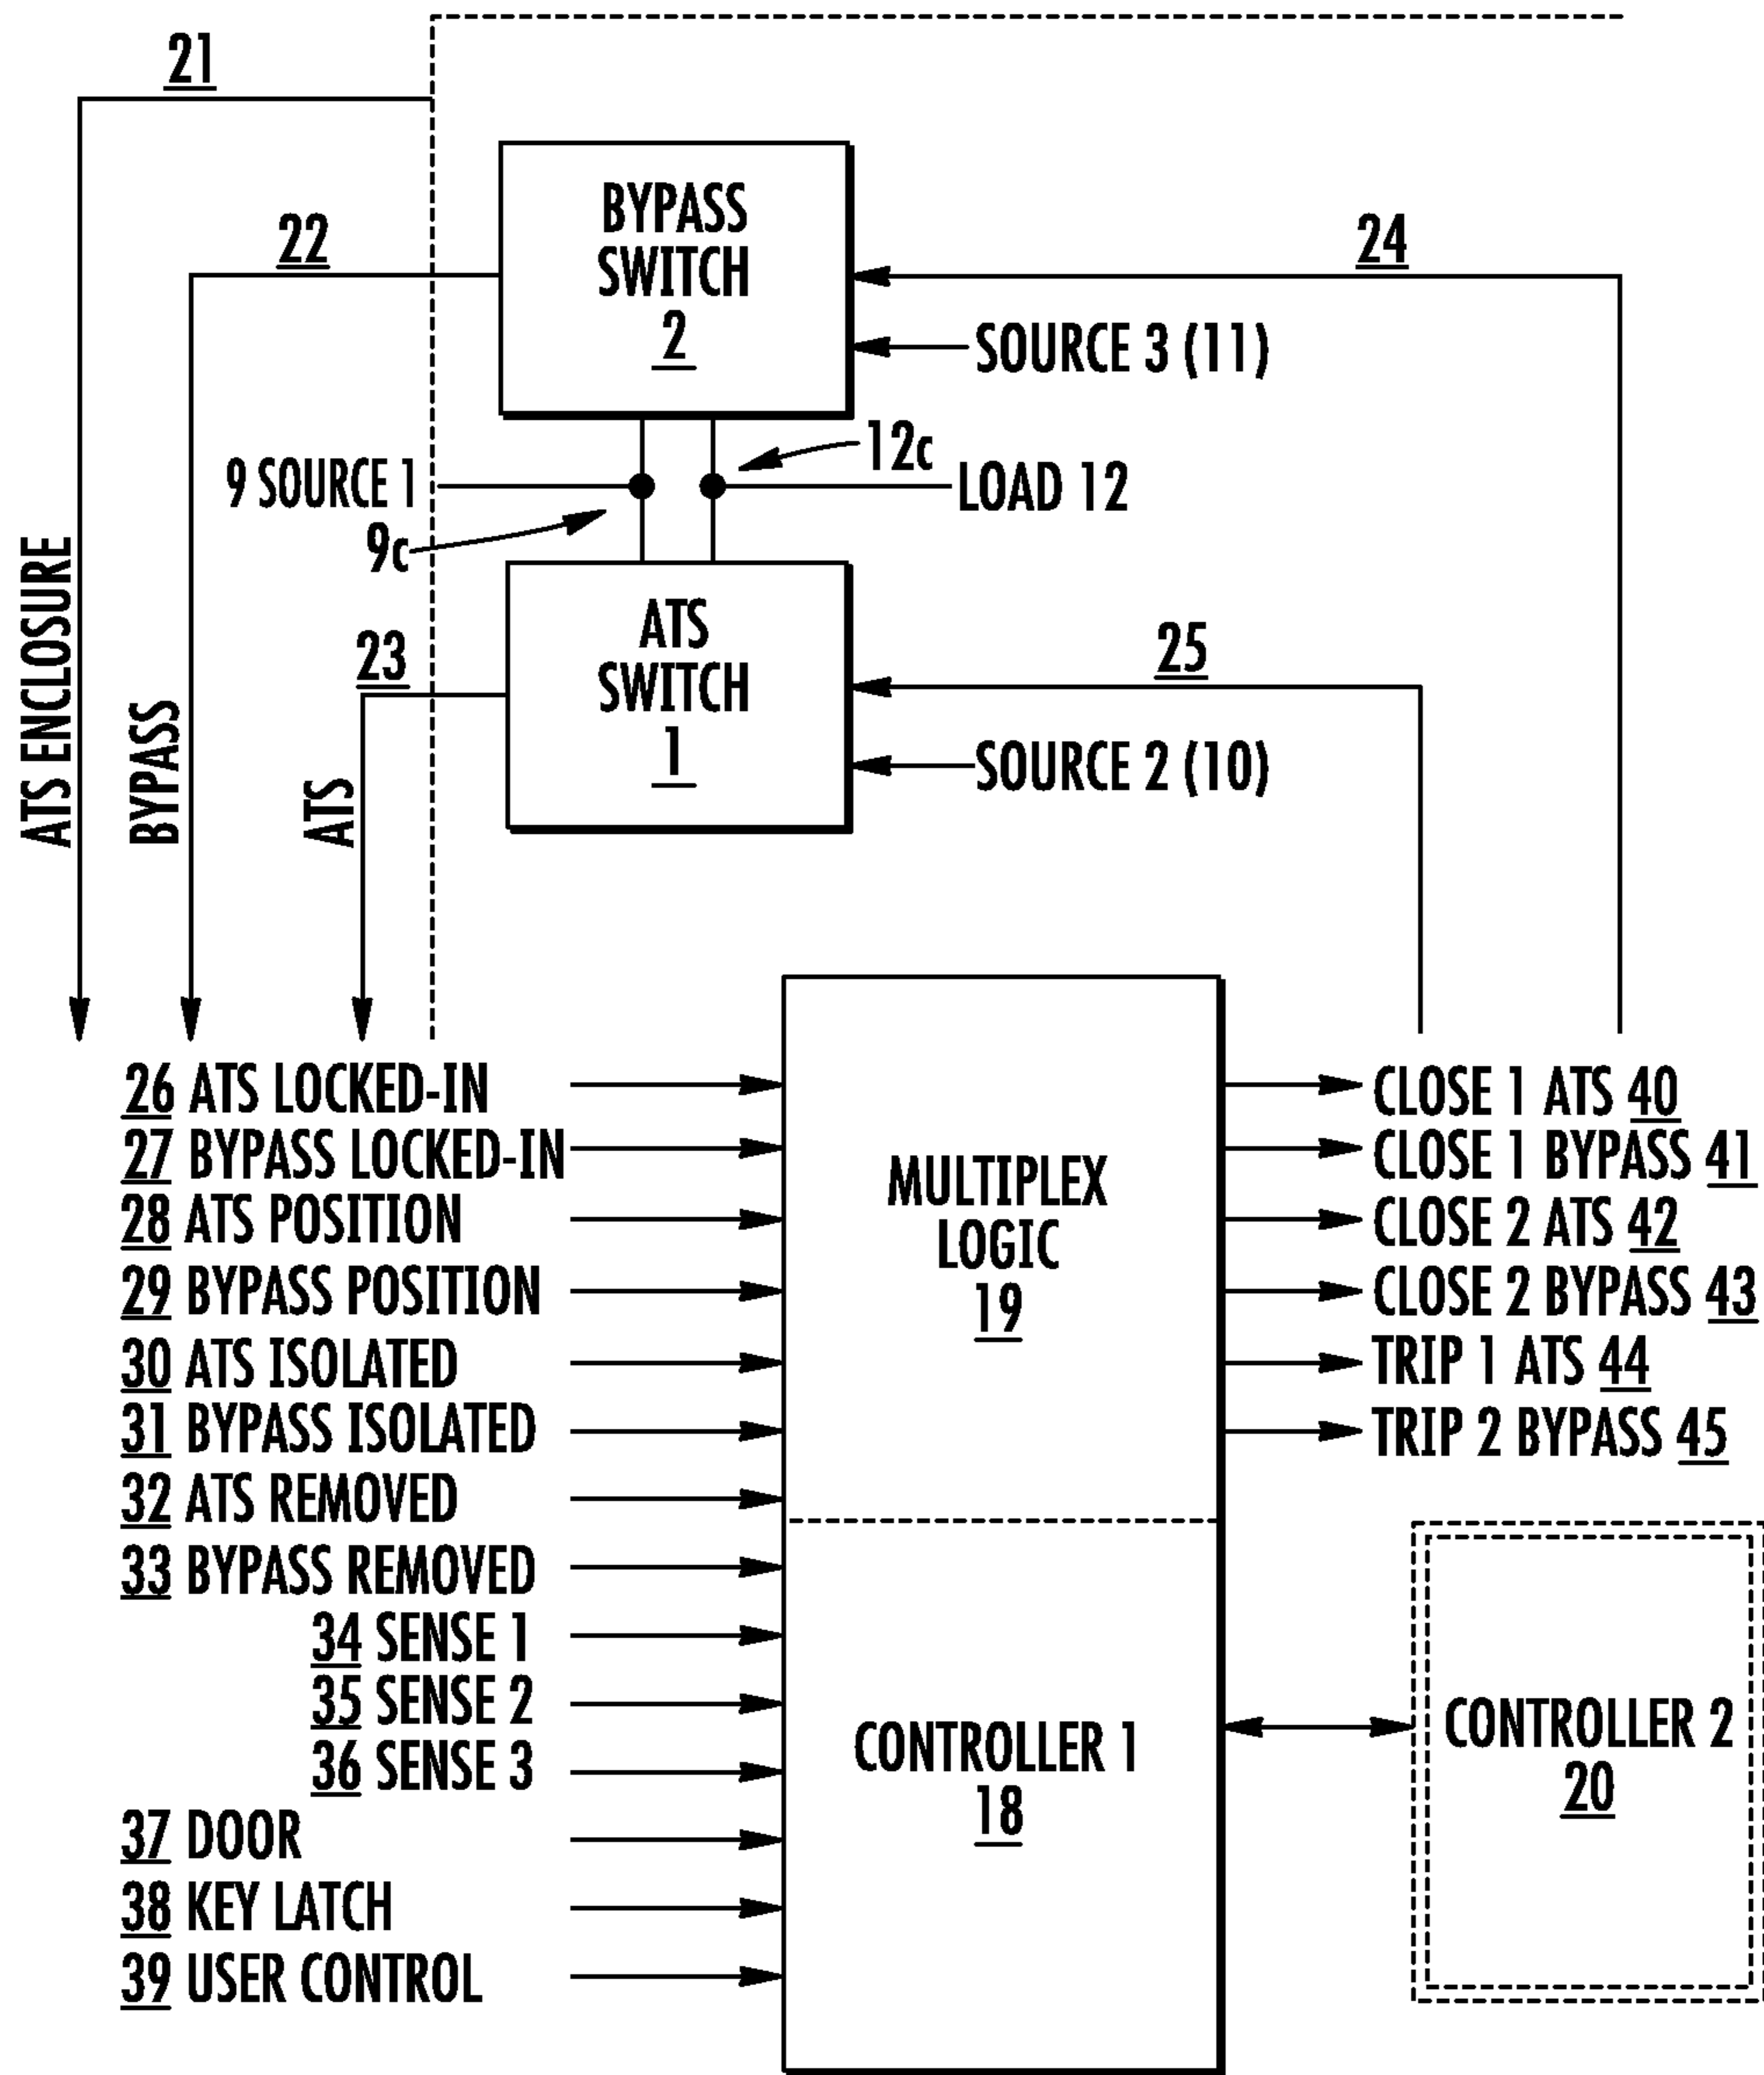 21
BYPASS
SWITCH
2
22
24
SOURCE 3 (11)
12c
9 SOURCE 1
LOAD 12
9c
ATS ENCLOSURE
BYPASS
ATS
ATS
SWITCH
1
23
25
SOURCE 2 (10)
26 ATS LOCKED-IN
27 BYPASS LOCKED-IN
28 ATS POSITION
29 BYPASS POSITION
30 ATS ISOLATED
31 BYPASS ISOLATED
32 ATS REMOVED
33 BYPASS REMOVED
34 SENSE 1
35 SENSE 2
36 SENSE 3
37 DOOR
38 KEY LATCH
39 USER CONTROL
MULTIPLEX
LOGIC
19
CONTROLLER 1
18
CLOSE 1 ATS 40
CLOSE 1 BYPASS 41
CLOSE 2 ATS 42
CLOSE 2 BYPASS 43
TRIP 1 ATS 44
TRIP 2 BYPASS 45
CONTROLLER 2
20